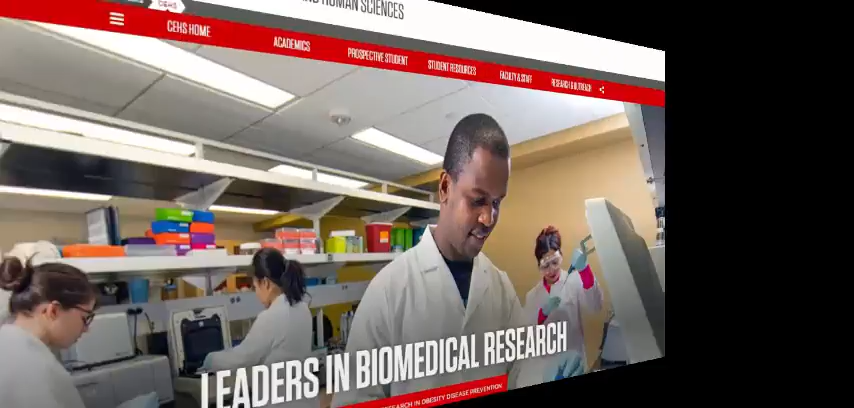 CEHS
AND HUMAN SCIENCES
CEHS HOME
ACADEMICS
PROSPECTIVE STUDENT
STUDENT RESOURCES
FACULTY & STAFF
RESEARCH & OUTREACH
LEADERS IN BIOMEDICAL RESEARCH
RESEARCH IN OBESITY DISEASE PREVENTION